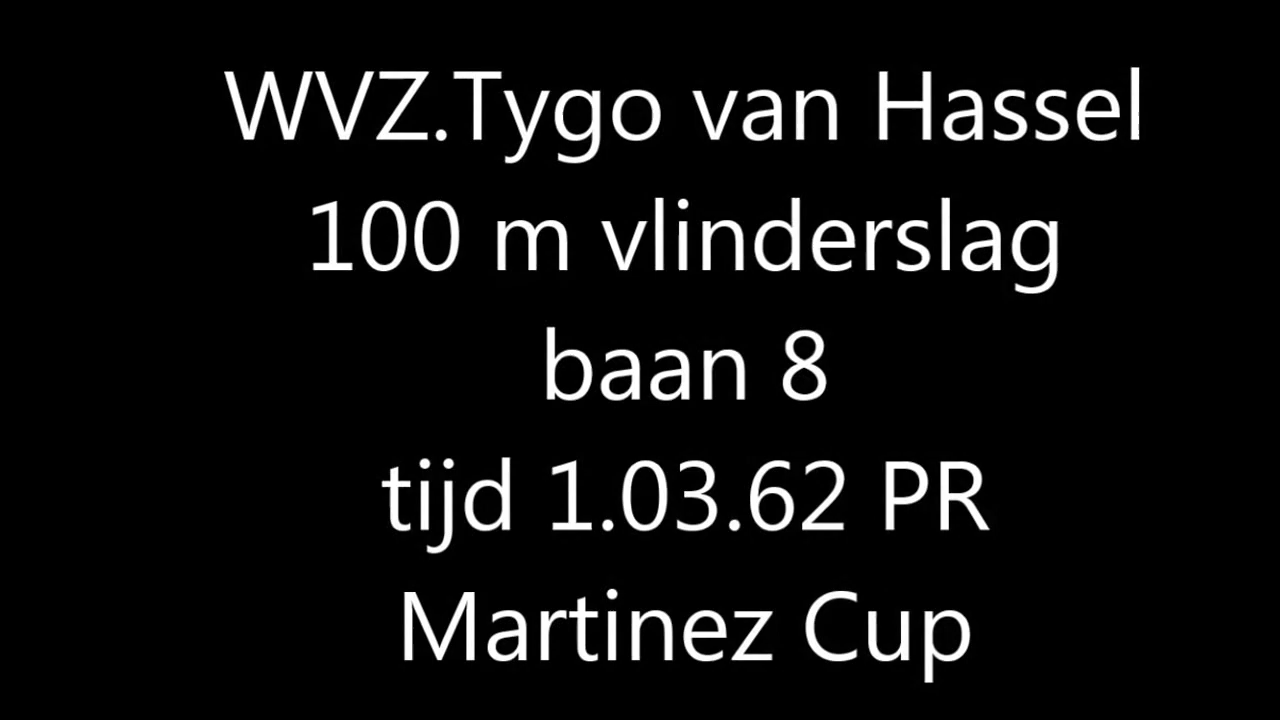 WVZ.Tygo van Hassel
100 m vlinderslag
baan 8
tijd 1.03.62 PR
Martinez Cup